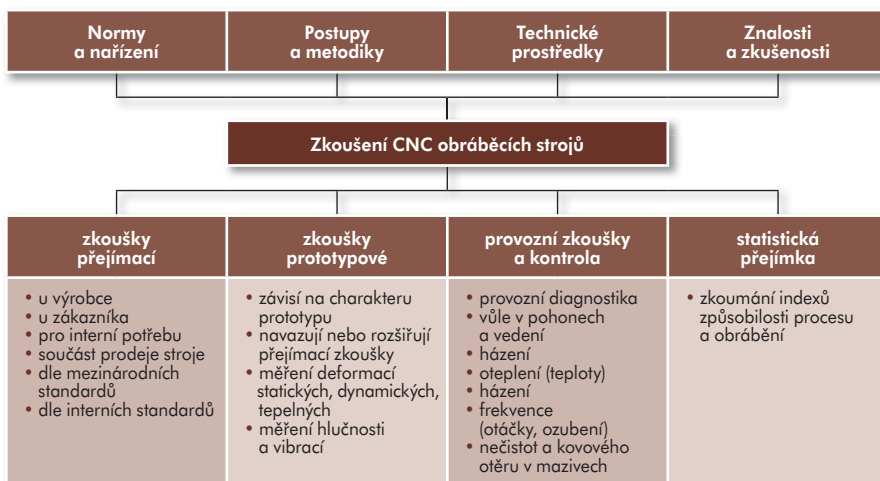 Normy
a nařízení
Postupy
a metodiky
Technické
prostředky
Znalosti
a zkušenosti
Zkoušení CNC obráběcích strojů
zkoušky
přejímací
zkoušky
prototypové
provozní zkoušky
a kontrola
statistická
přejímka
• u výrobce
• u zákazníka
• pro interní potřebu
• součást prodeje stroje
• dle mezinárodních
standardů
• dle interních standardů
• závisí na charakteru
prototypu
• navazují nebo rozšiřují
přejímací zkoušky
• měření deformací
statických, dynamických,
tepelných
• měření hlučnosti
a vibrací
• provozní diagnostika
• vůle v pohonech
a vedení
• házení
• oteplení (teploty)
• házení
• frekvence
(otáčky, ozubení)
• nečistot a kovového
otěru v mazivech
• zkoumání indexů
způsobilosti procesu
a obrábění